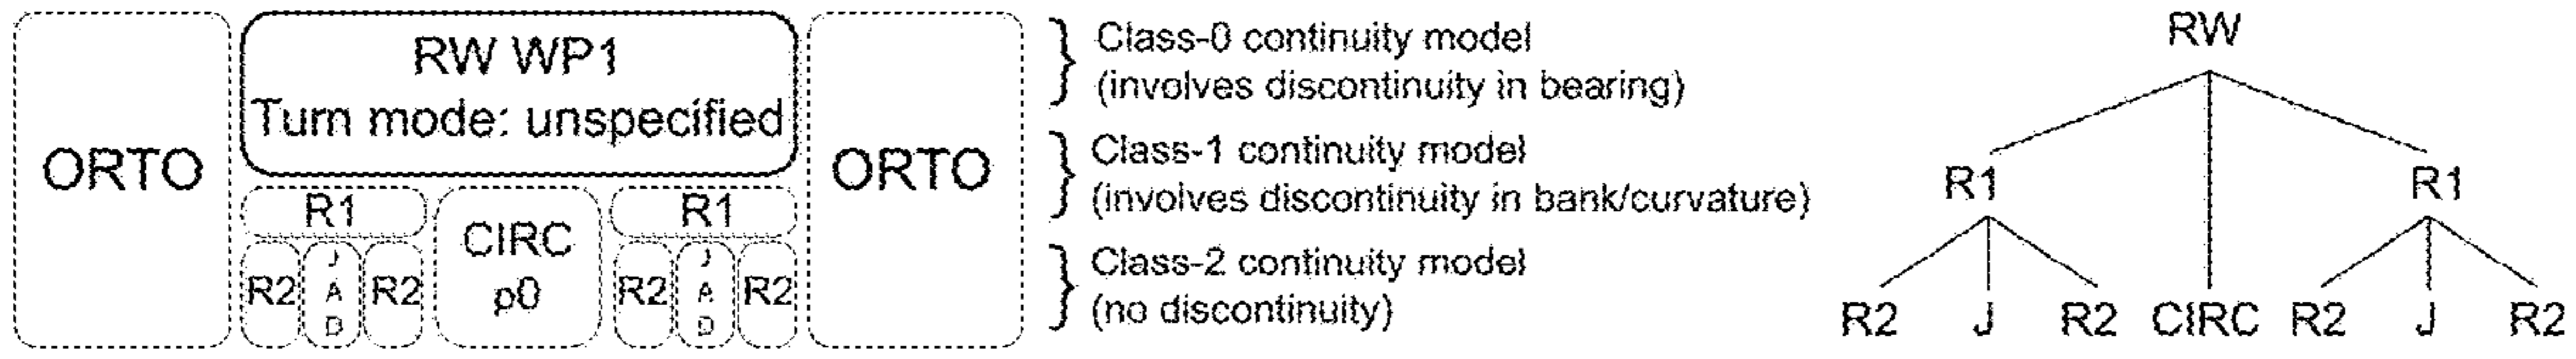 ORTO
RW WP1
Turn mode: unspecified
R1
R2
J
A
D
R2
CIRC
ρ0
R1
R2
J
A
D
R2
ORTO
Class-0 continuity model
(involves discontinuity in bearing)
Class-1 continuity model
(involves discontinuity in bank/curvature)
Class-2 continuity model
(no discontinuity)
RW
R1
R1
R2
J
R2
CIRC
R2
J
R2